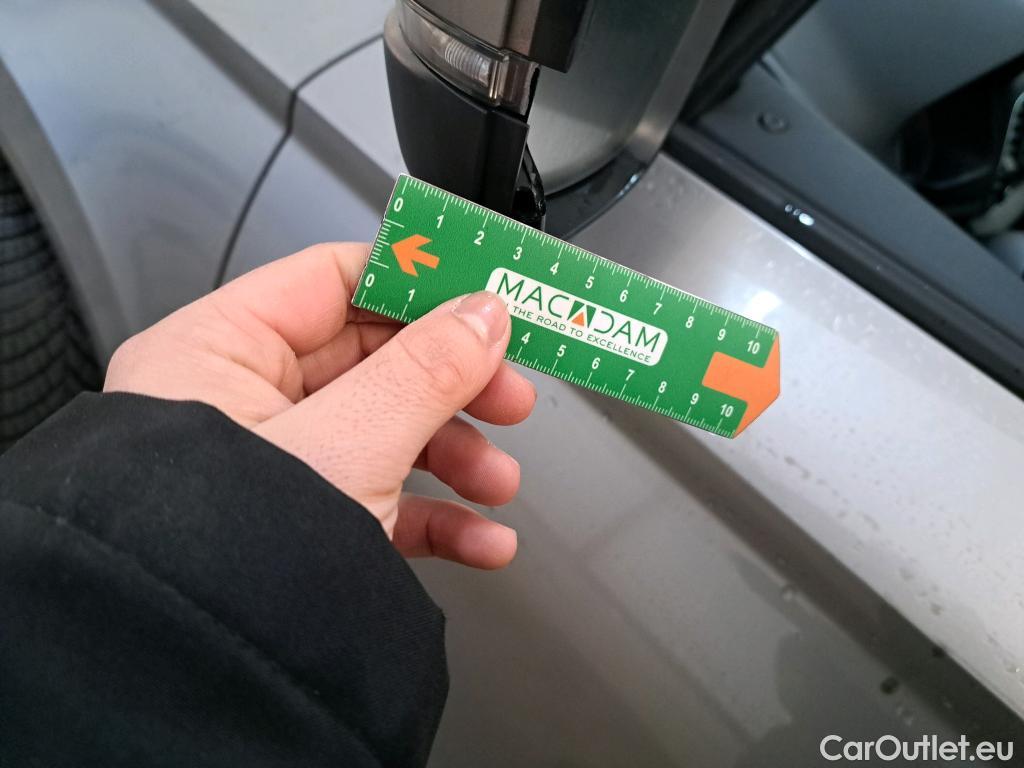 0 1 2 3 4 5 6 7 8 9 10
MACADAM
THE ROAD TO EXCELLENCE
0 1 4 5 6 7 8 9 10
CarOutlet.eu